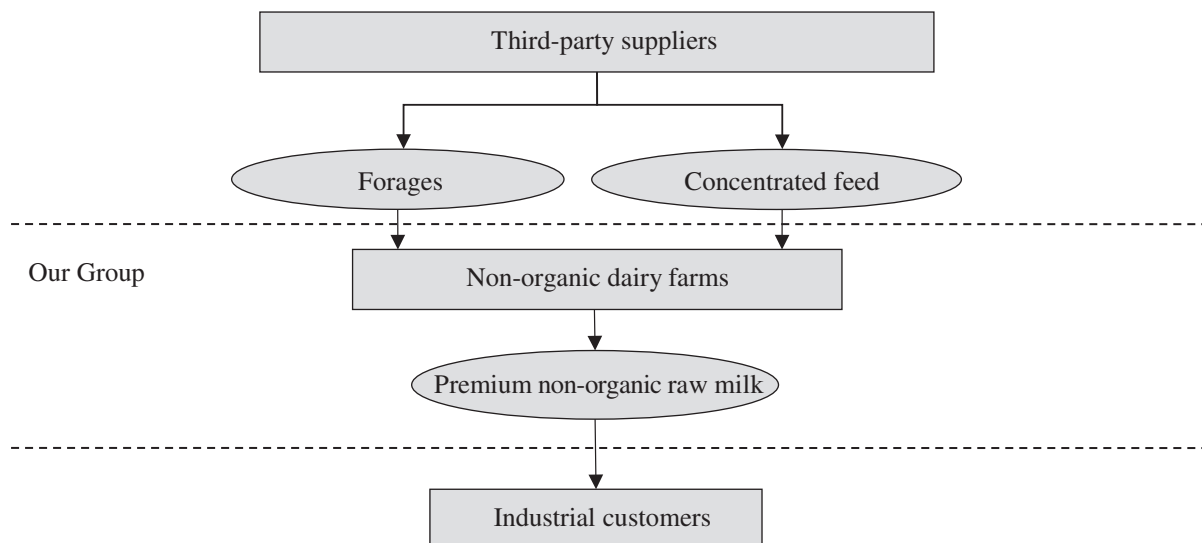 Third-party suppliers
Forages
Concentrated feed
Our Group
Non-organic dairy farms
Premium non-organic raw milk
Industrial customers